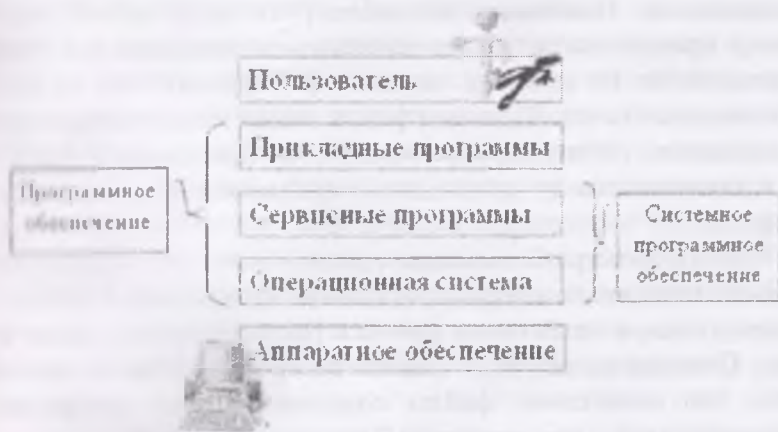 Пользователь
Прикладные программы
Программное
обеспечение
Сервисные программы
Операционная система
Системное
программное
обеспечение
Аппаратное обеспечение